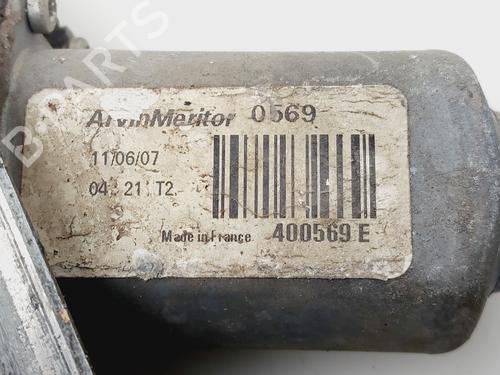 ArvinMeritor 0569
11/06/07
04 21 T2
Made in France 400569 E